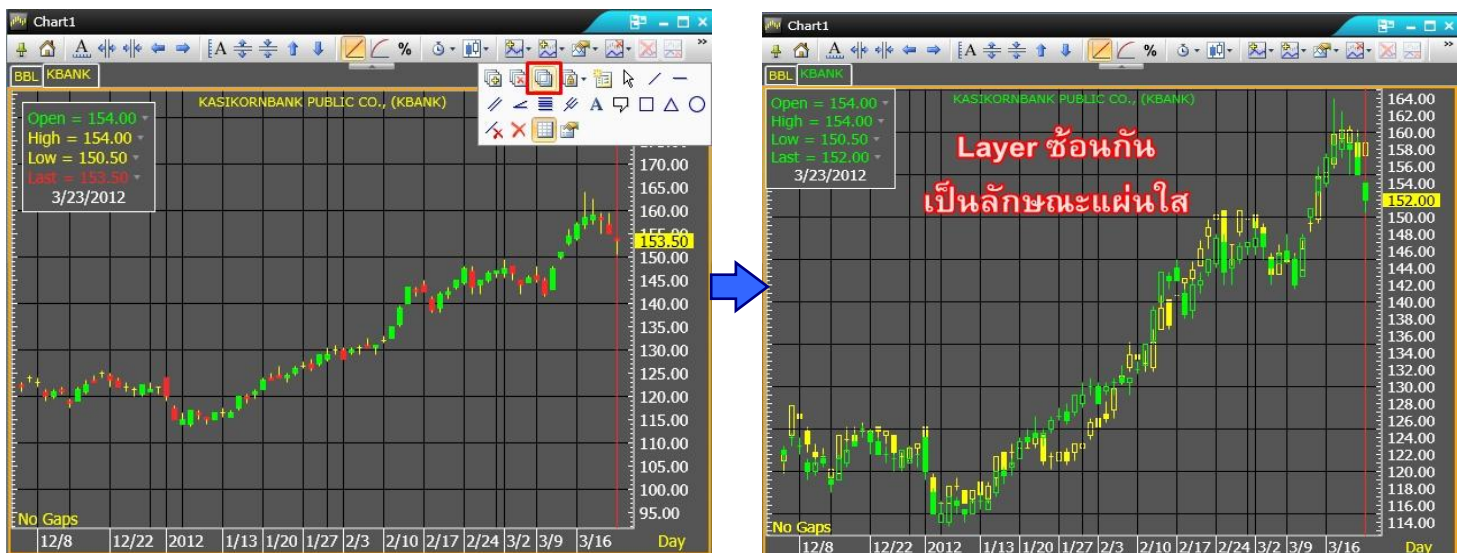 Chart1
A
A
%
BBL KBANK
A
KASIKORNBANK PUBLIC CO., (KBANK)
Open = 154.00
High = 154.00
Low = 150.50
Last = 153.50
3/23/2012
170.00
165.00
160.00
153.50
150.00
145.00
140.00
135.00
130.00
125.00
120.00
115.00
110.00
105.00
100.00
95.00
No Gaps
12/8 12/22 2012 1/13 1/20 1/27 2/3 2/10 2/17 2/24 3/2 3/9 3/16 Day
Chart1
A
A
%
BBL KBANK
KASIKORNBANK PUBLIC CO., (KBANK)
Open = 154.00
High = 154.00
Low = 150.50
Last = 152.00
3/23/2012
Layer ซ้อนกัน
เป็นลักษณะแผ่นใส
164.00
162.00
160.00
158.00
156.00
154.00
152.00
150.00
148.00
146.00
144.00
142.00
140.00
138.00
136.00
134.00
132.00
130.00
128.00
126.00
124.00
122.00
120.00
118.00
116.00
114.00
No Gaps
12/8 12/22 2012 1/13 1/20 1/27 2/3 2/10 2/17 2/24 3/2 3/9 3/16 Day